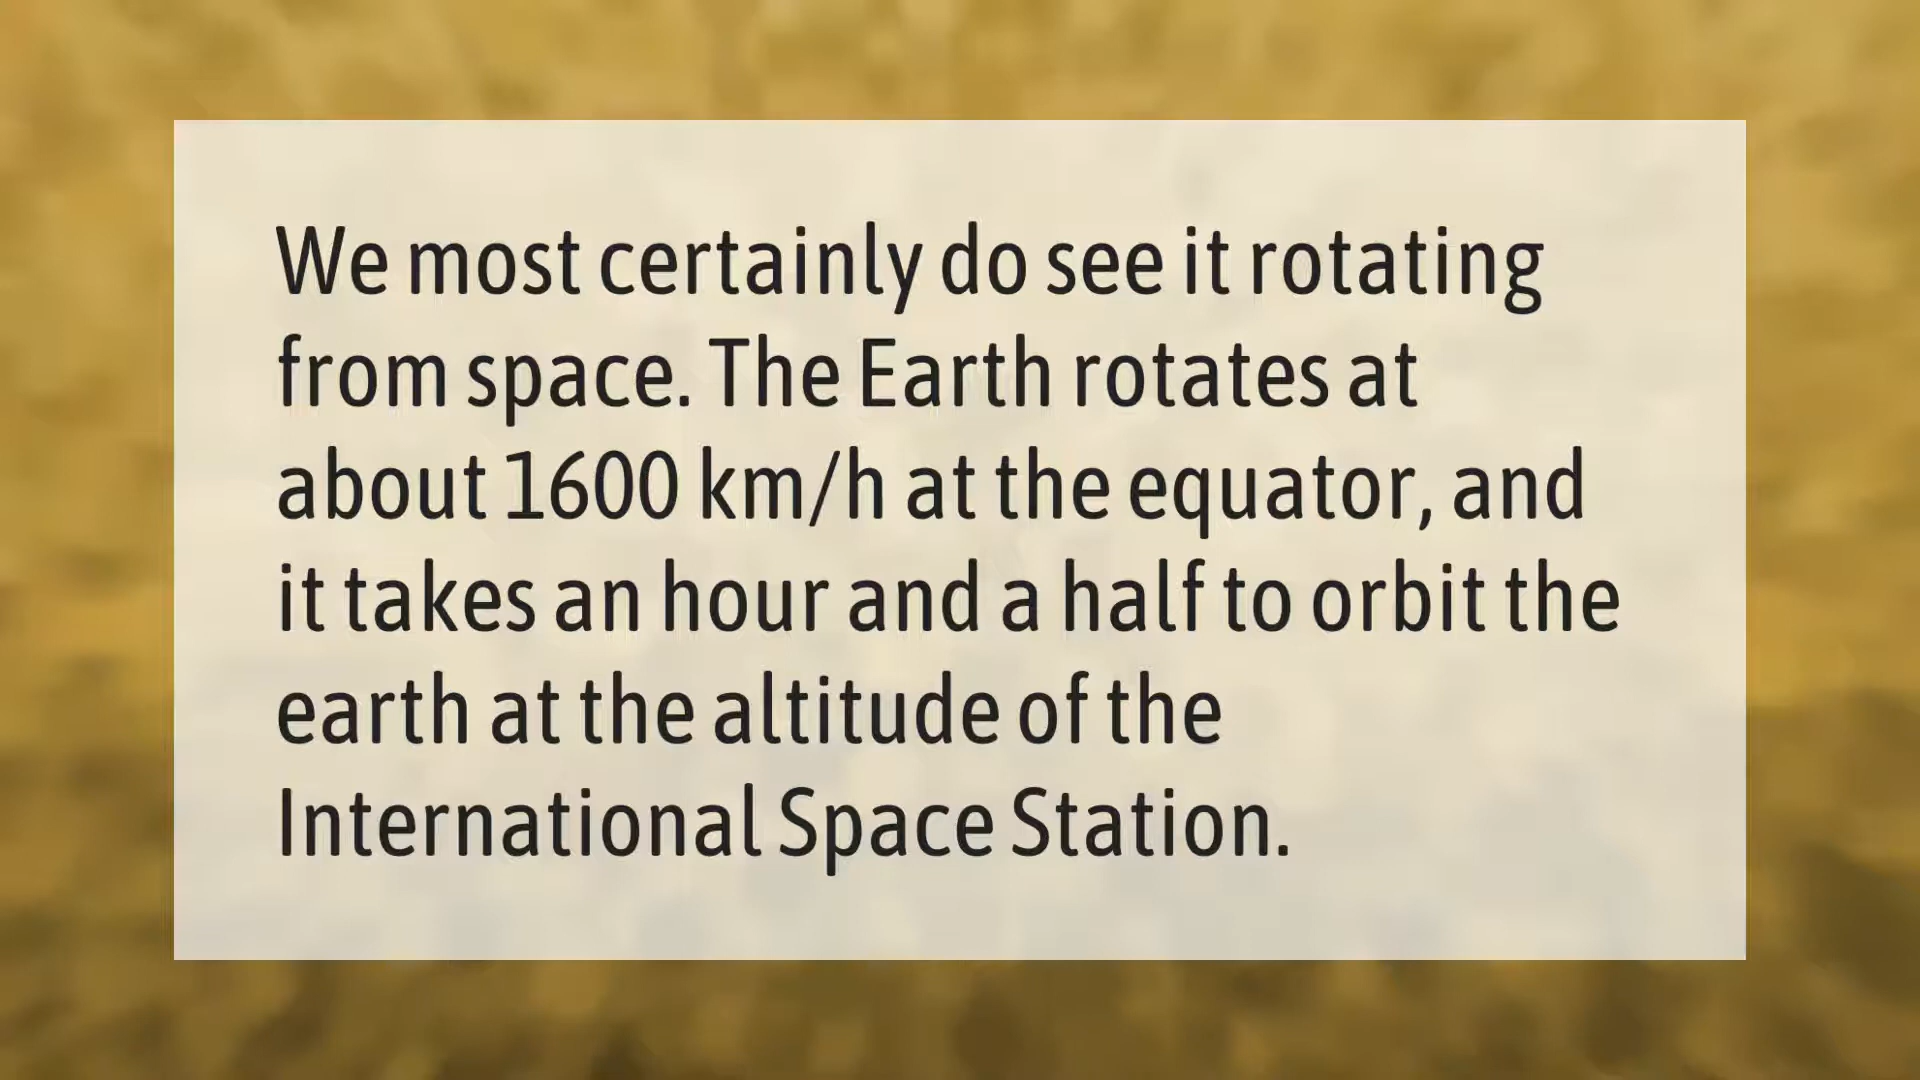 We most certainly do see it rotating
from space. The Earth rotates at
about 1600 km/h at the equator, and
it takes an hour and a half to orbit the
earth at the altitude of the
International Space Station.